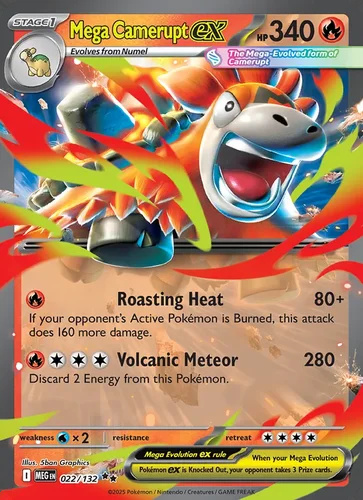 STAGE 1
Mega Camerupt ex
HP 340
Evolves from Numel
The Mega-Evolved form of
Camerupt
Roasting Heat 80+
If your opponent's Active Pokémon is Burned, this attack
does 160 more damage.
Volcanic Meteor 280
Discard 2 Energy from this Pokémon.
weakness ×2 resistance retreat
Illus. 5ban Graphics
Mega Evolution ex rule
When your Mega Evolution
Pokémon ex is Knocked Out, your opponent takes 3 Prize cards.
I MEG EN 022/132
©2025 Pokémon / Nintendo / Creatures / GAME FREAK